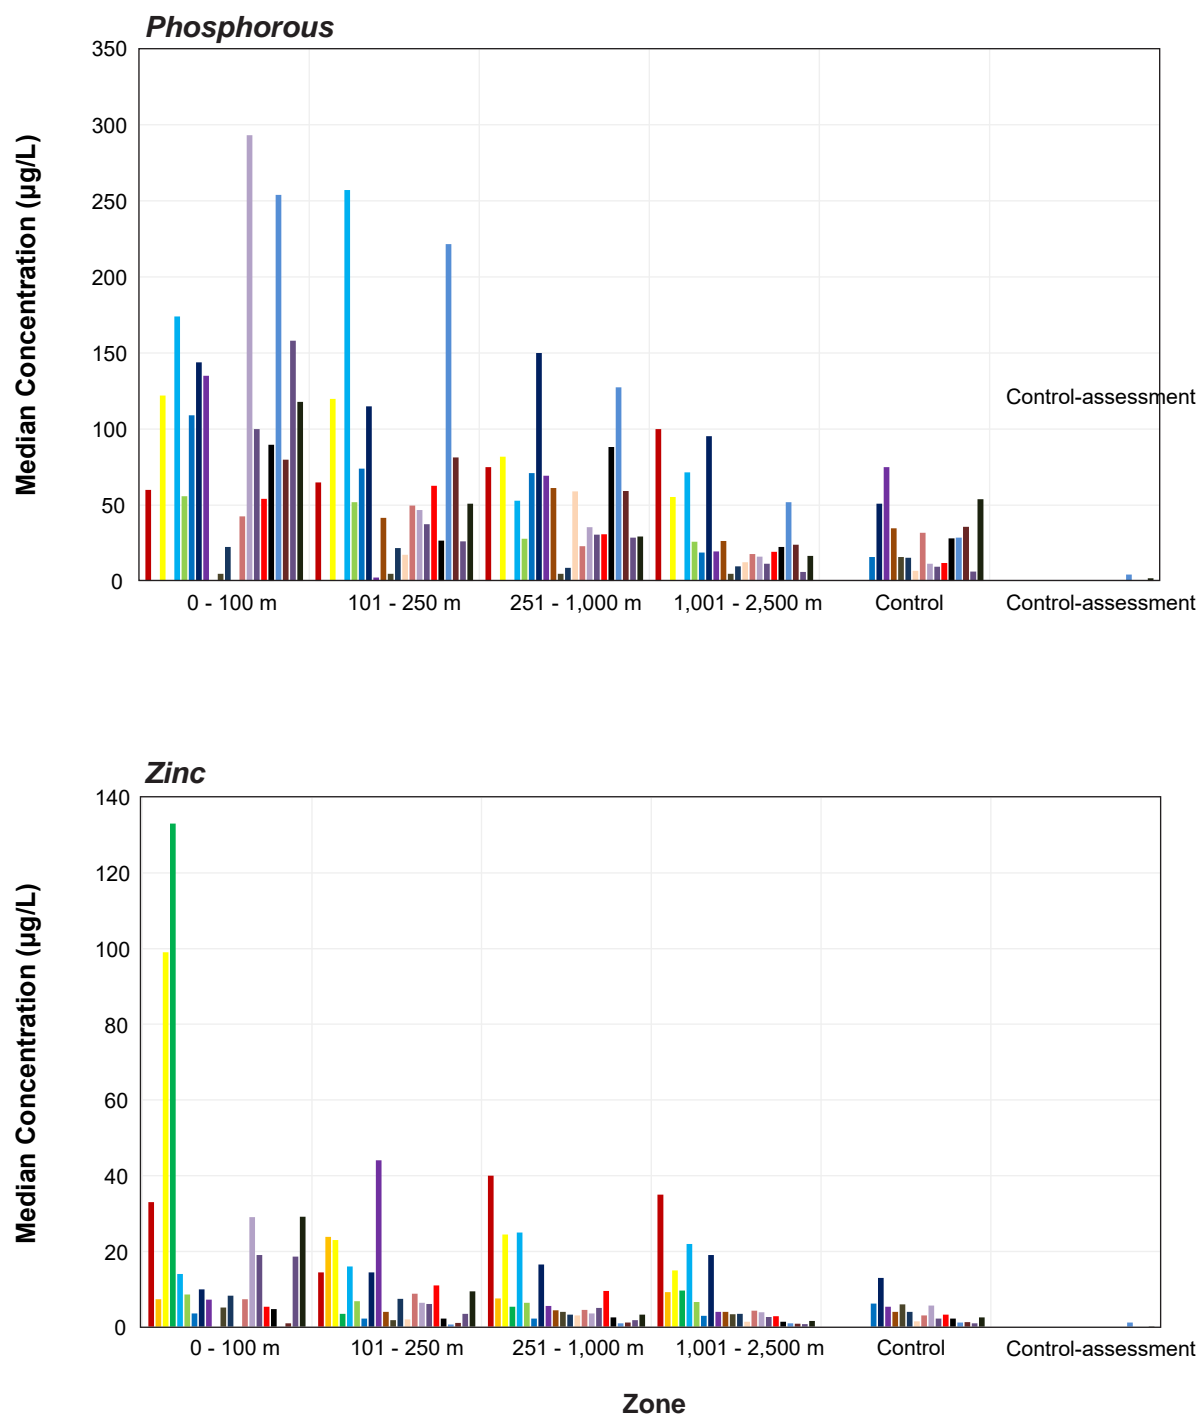 Phosphorous
350
300
250
200
150
100
50
0
Median Concentration (µg/L)
Control-assessment
0 - 100 m 101 - 250 m 251 - 1,000 m 1,001 - 2,500 m Control Control-assessment
Zinc
140
120
100
80
60
40
20
0
Median Concentration (µg/L)
0 - 100 m 101 - 250 m 251 - 1,000 m 1,001 - 2,500 m Control Control-assessment
Zone